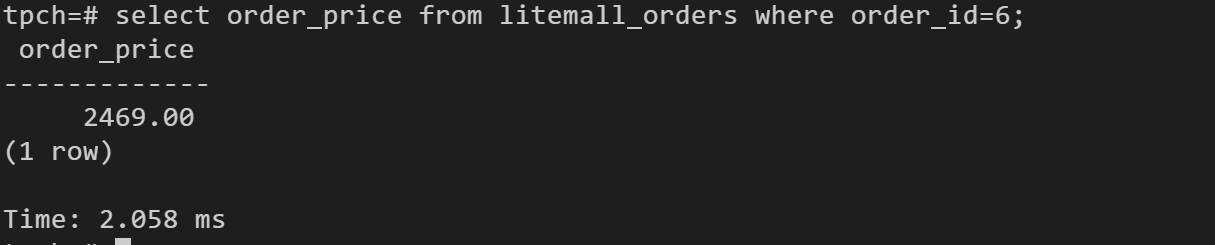 tpch=# select order_price from litemall_orders where order_id=6;
 order_price
-------------
     2469.00
(1 row)

Time: 2.058 ms